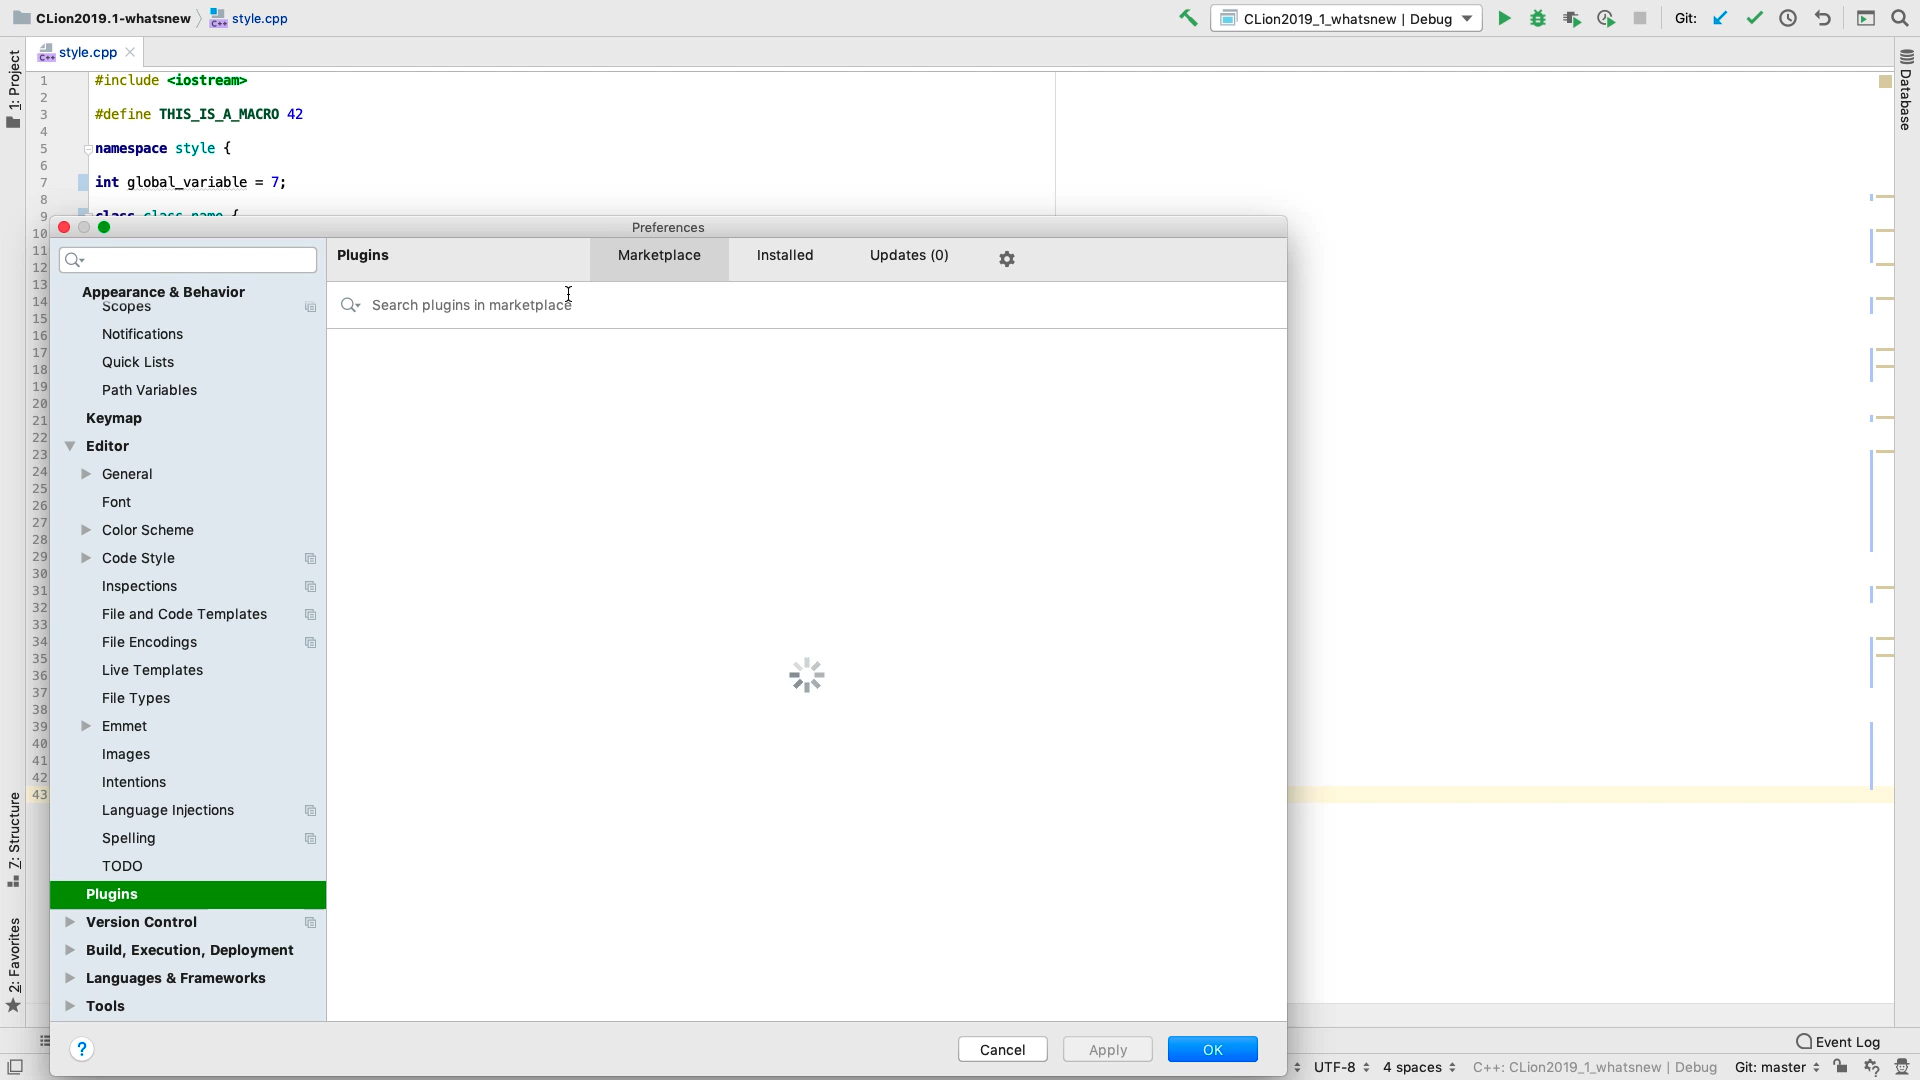 CLion2019.1-whatsnew
style.cpp
CLion2019_1_whatsnew | Debug
Git:
1: Project
C++ style.cpp
Database
1 #include <iostream>
2
3 #define THIS_IS_A_MACRO 42
4
5 namespace style {
6
7 int global_variable = 7;
8
9 class class_name {
10
11
12
13
14
15
16
17
18
19
20
21
22
23
24
25
26
27
28
29
30
31
32
33
34
35
36
37
38
39
40
41
42
43
Preferences
Appearance & Behavior
Scopes
Notifications
Quick Lists
Path Variables
Keymap
Editor
General
Font
Color Scheme
Code Style
Inspections
File and Code Templates
File Encodings
Live Templates
File Types
Emmet
Images
Intentions
Language Injections
Spelling
TODO
Plugins
Version Control
Build, Execution, Deployment
Languages & Frameworks
Tools
Plugins
Marketplace
Installed
Updates (0)
Search plugins in marketplace
?
Cancel
Apply
OK
7: Structure
2: Favorites
Event Log
UTF-8
4 spaces
C++: CLion2019_1_whatsnew | Debug
Git: master